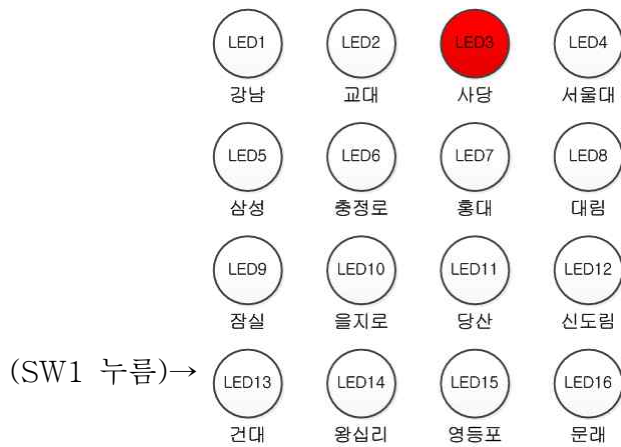 LED1 LED2 LED3 LED4
강남 교대 사당 서울대
LED5 LED6 LED7 LED8
삼성 충정로 홍대 대림
LED9 LED10 LED11 LED12
잠실 을지로 당산 신도림
(SW1 누름)→ LED13 LED14 LED15 LED16
건대 왕십리 영등포 문래